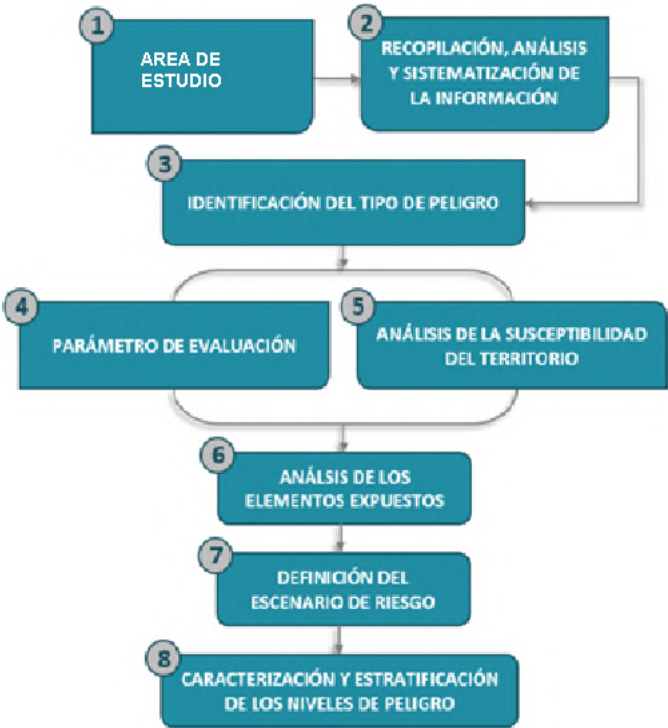 1
AREA DE
ESTUDIO
2
RECOPILACIÓN, ANÁLISIS
Y SISTEMATIZACIÓN DE
LA INFORMACIÓN
3
IDENTIFICACIÓN DEL TIPO DE PELIGRO
4
PARÁMETRO DE EVALUACIÓN
5
ANÁLISIS DE LA SUSCEPTIBILIDAD
DEL TERRITORIO
6
ANÁLSIS DE LOS
ELEMENTOS EXPUESTOS
7
DEFINICIÓN DEL
ESCENARIO DE RIESGO
8
CARACTERIZACIÓN Y ESTRATIFICACIÓN
DE LOS NIVELES DE PELIGRO